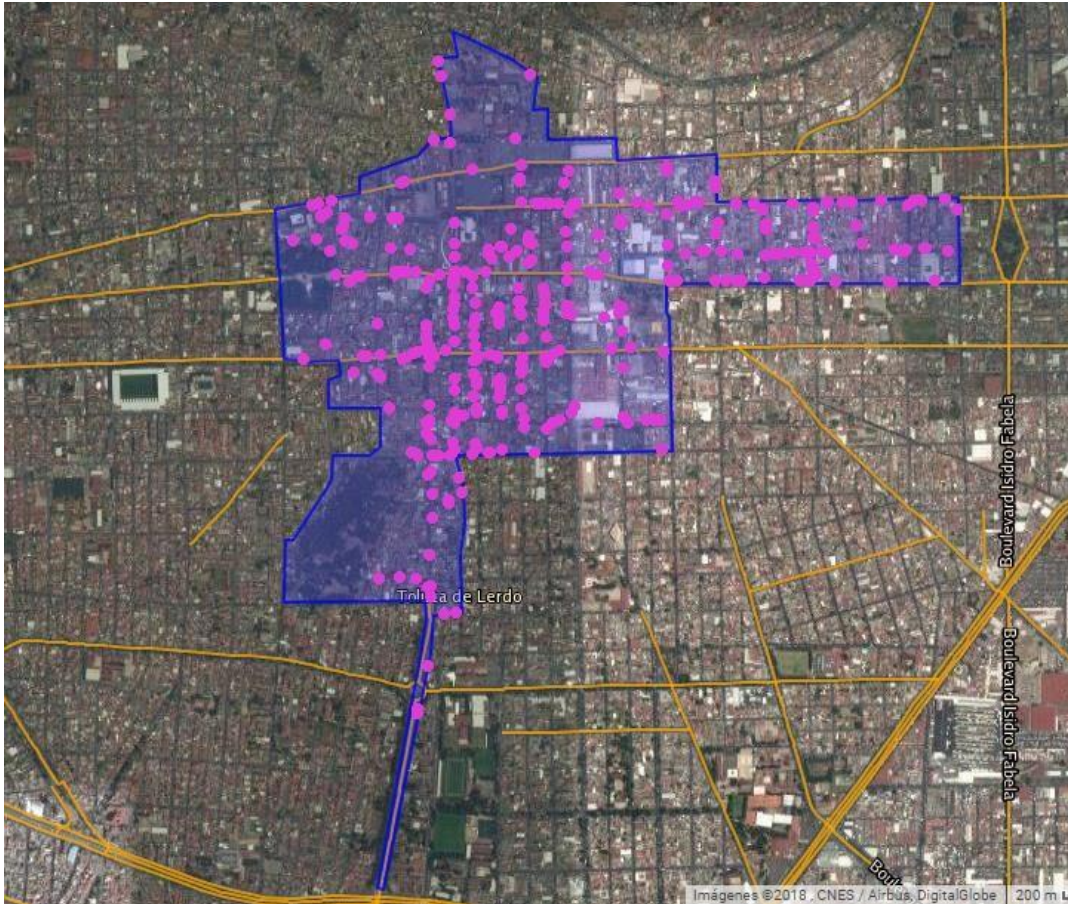 Boulevard Isidro Fabela
Toluca de Lerdo
Boulevard Isidro Fabela
Imágenes ©2018 , CNES / Airbus, DigitalGlobe
200 m